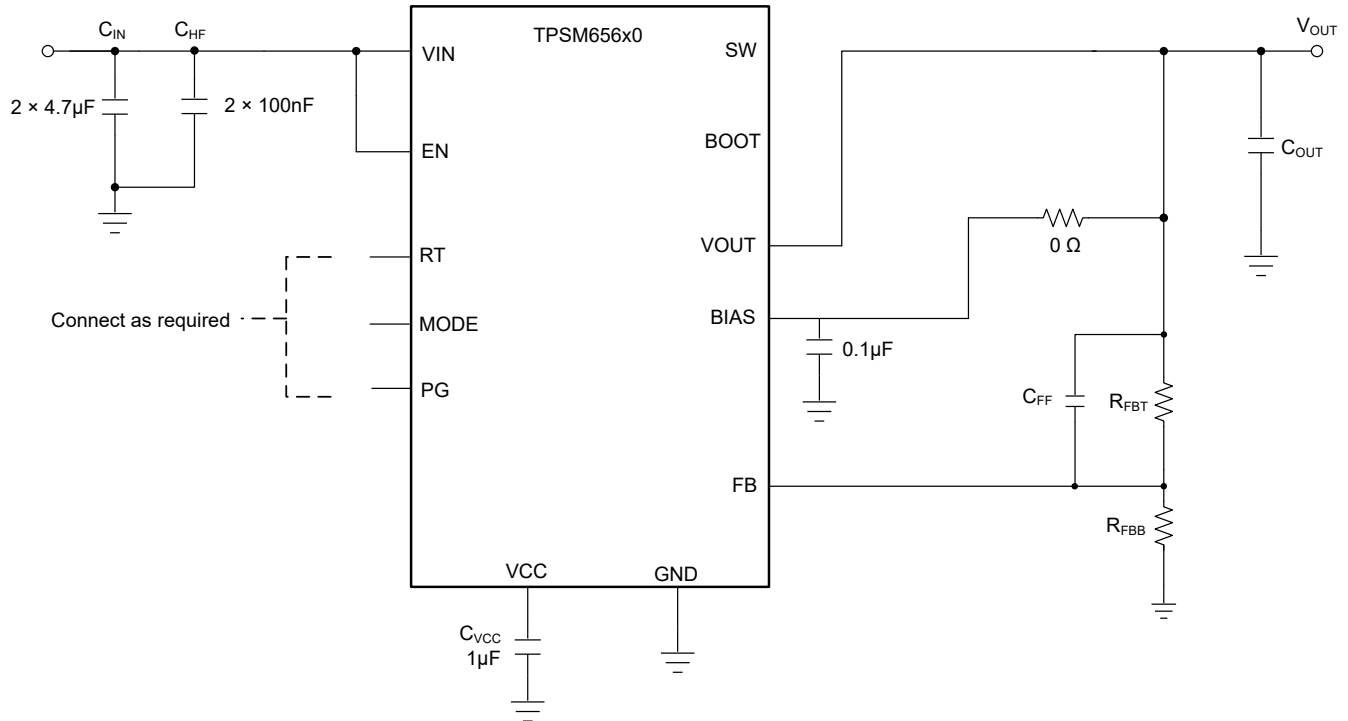 C_IN
C_HF
TPSM656x0
V_OUT
VIN
SW
2 × 4.7µF
2 × 100nF
EN
BOOT
C_OUT
RT
VOUT
0 Ω
Connect as required
MODE
BIAS
0.1µF
PG
C_FF
R_FBT
FB
R_FBB
VCC
GND
C_VCC
1µF